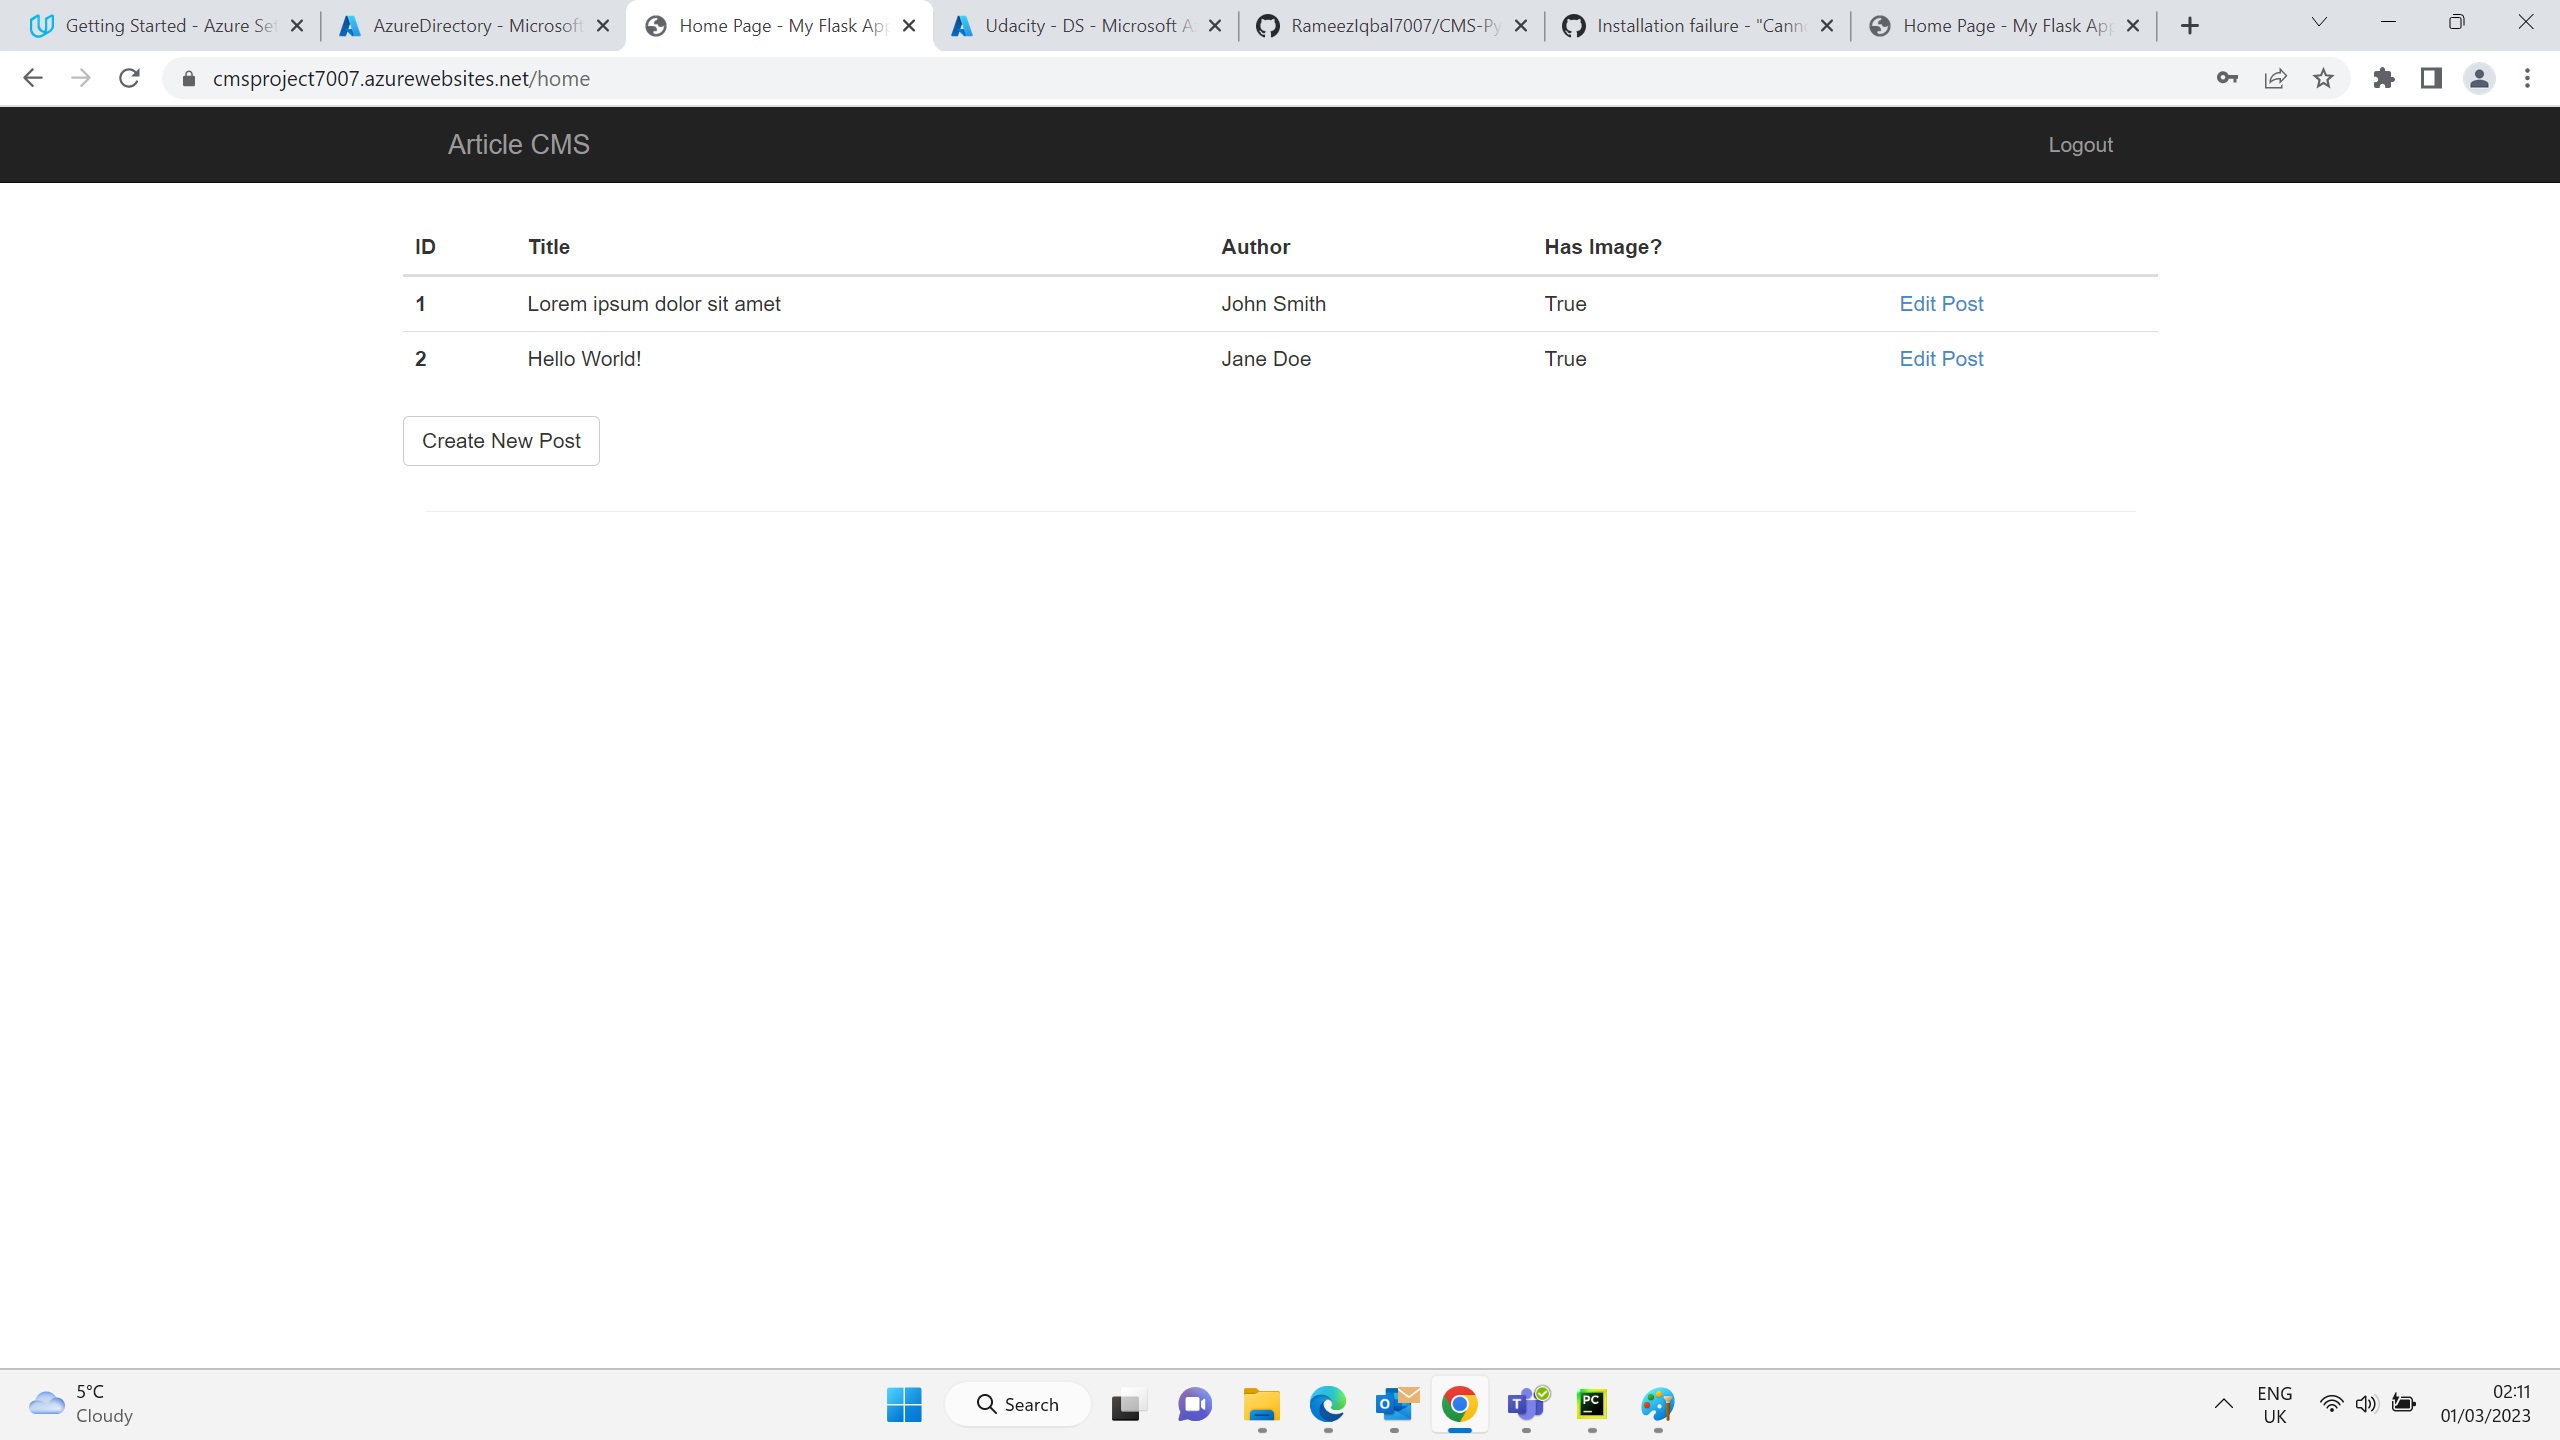 Getting Started - Azure Set
AzureDirectory - Microsoft
Home Page - My Flask App
Udacity - DS - Microsoft A
RameezIqbal7007/CMS-Py
Installation failure - "Canno
Home Page - My Flask App
cmsproject7007.azurewebsites.net/home
Article CMS
Logout
ID Title Author Has Image?
1 Lorem ipsum dolor sit amet John Smith True Edit Post
2 Hello World! Jane Doe True Edit Post
Create New Post
5°C
Cloudy
Search
ENG
UK
02:11
01/03/2023